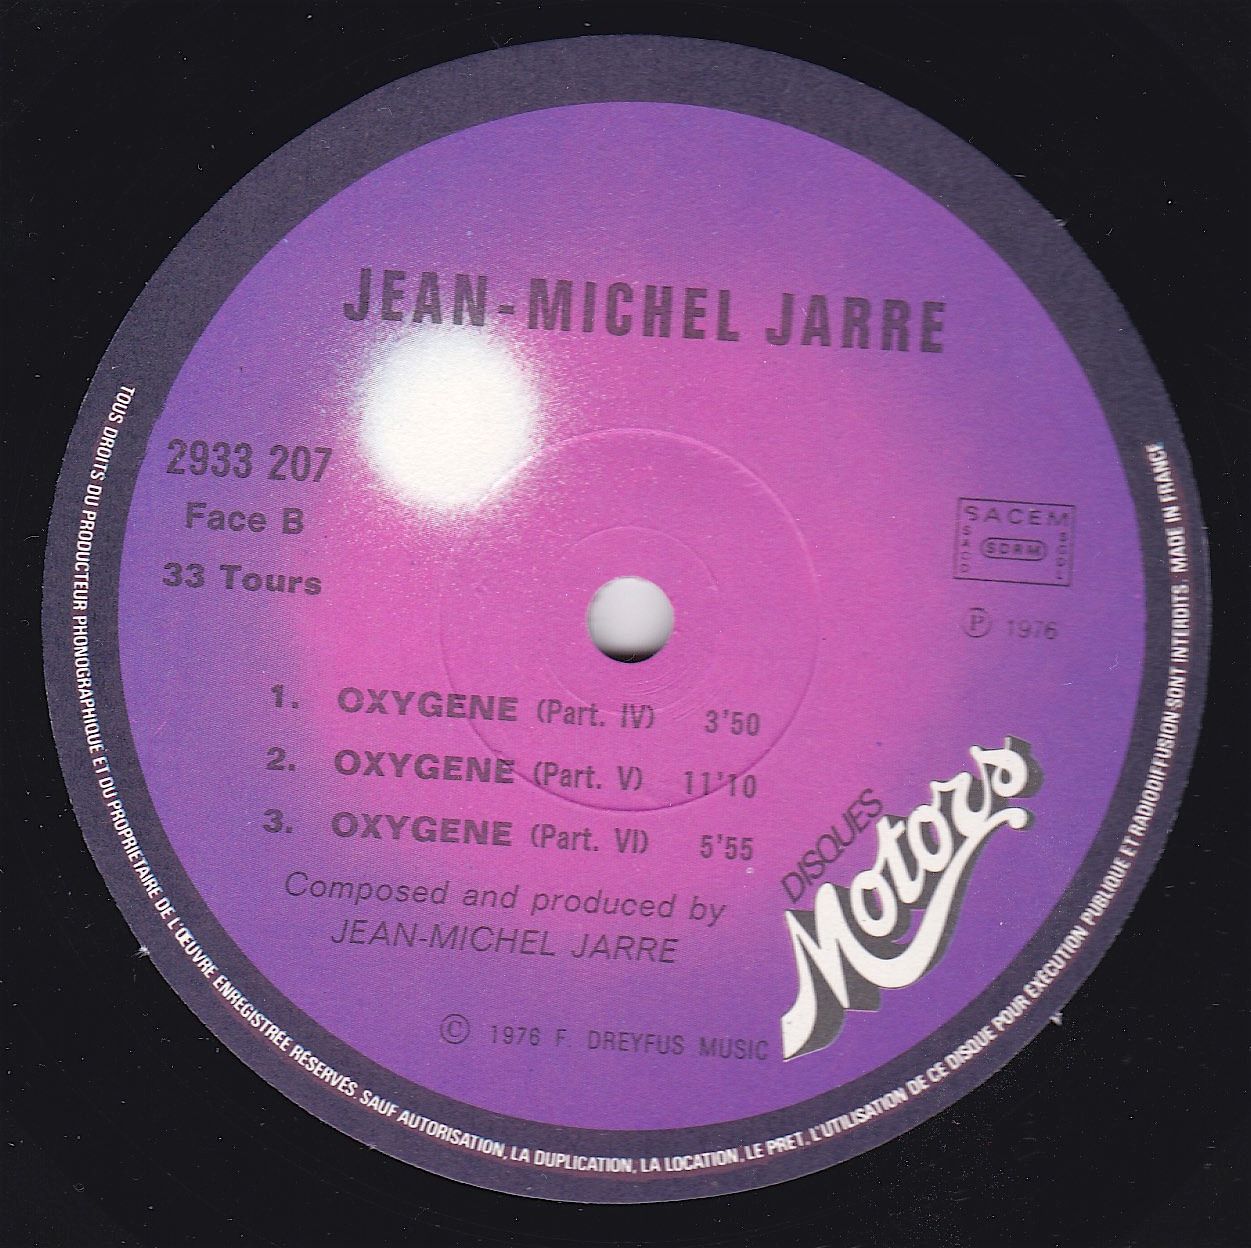 JEAN-MICHEL JARRE
2933 207
Face B
33 Tours
SACEM
SACD
SDRM
SGDL
Ⓟ 1976
1. OXYGENE (Part. IV) 3'50
2. OXYGENE (Part. V) 11'10
3. OXYGENE (Part. VI) 5'55
Composed and produced by
JEAN-MICHEL JARRE
© 1976 F. DREYFUS MUSIC
DISQUES
Motors
TOUS DROITS DU PRODUCTEUR PHONOGRAPHIQUE ET DU PROPRIETAIRE DE L'ŒUVRE ENREGISTRÉE RÉSERVÉS. SAUF AUTORISATION, LA DUPLICATION, LA LOCATION, LE PRET, L'UTILISATION DE CE DISQUE POUR EXÉCUTION PUBLIQUE ET RADIODIFFUSION SONT INTERDITS. MADE IN FRANCE